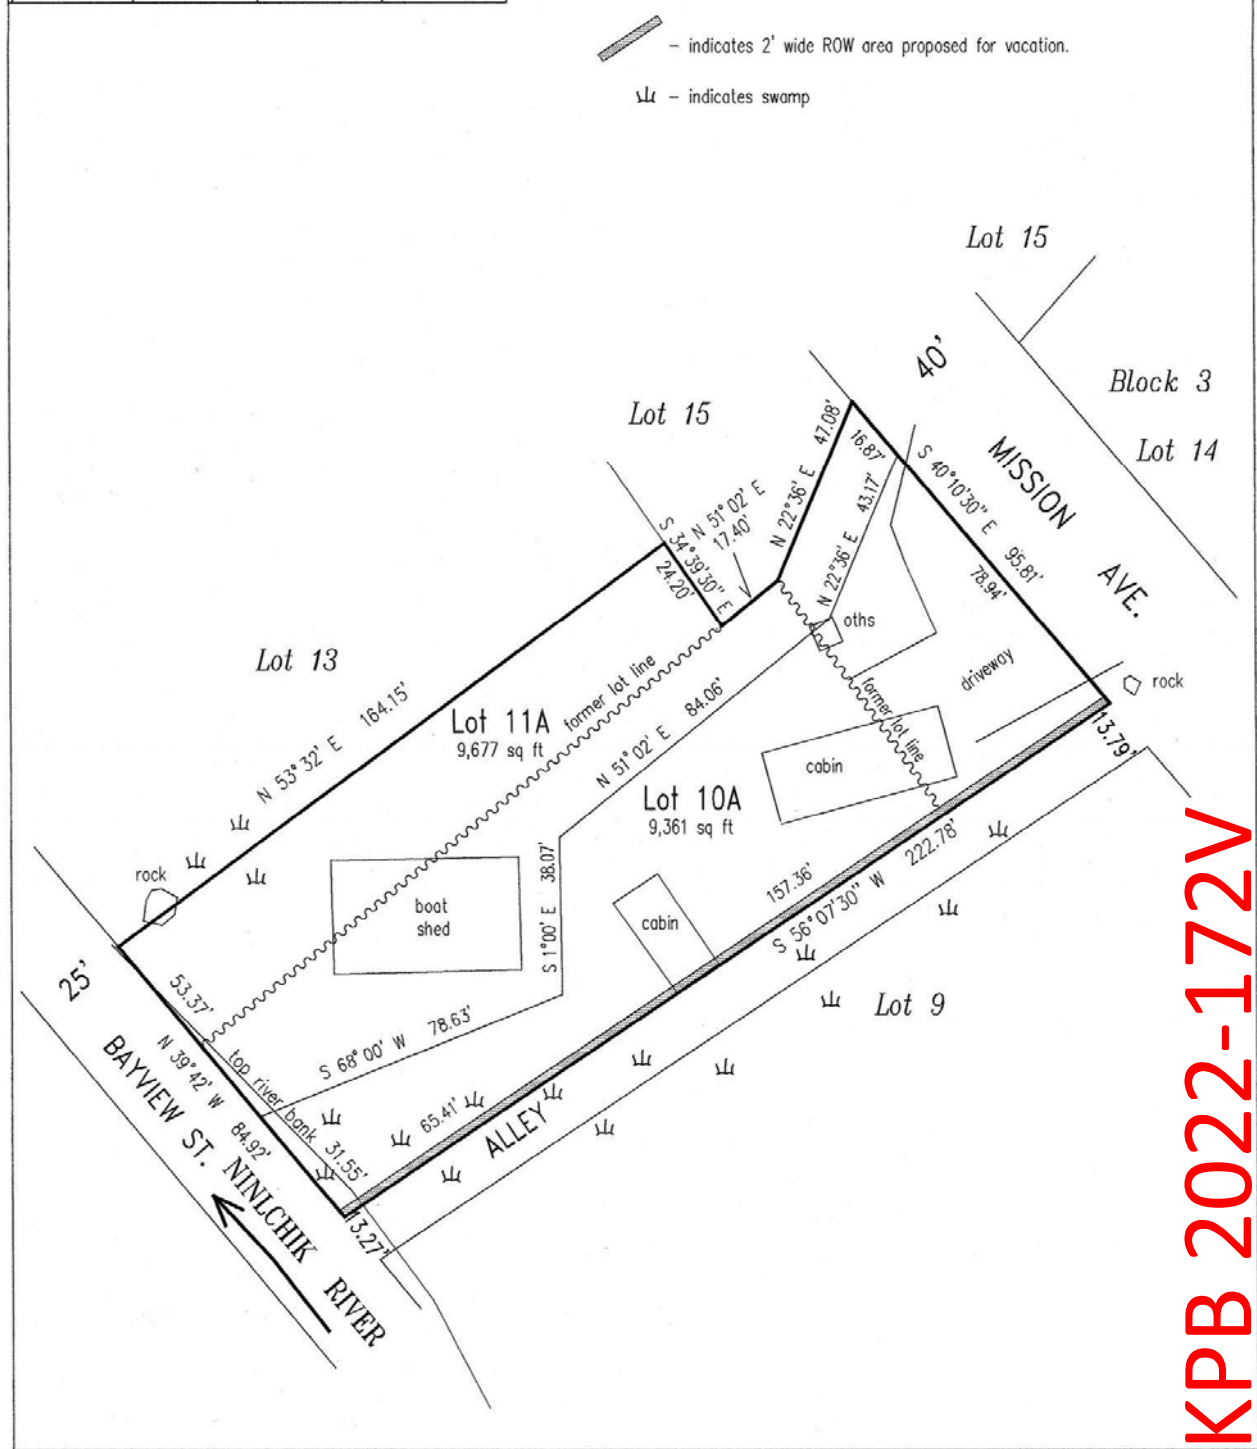 – indicates 2' wide ROW area proposed for vacation.
– indicates swamp
Lot 15
40'
Block 3
Lot 14
MISSION AVE.
Lot 15
47.08'
N 22°36' E
16.87'
S 40°10'30" E 95.81'
78.94'
43.17'
N 22°36' E
N 51°02' E
17.40'
S 34°39'30" E
24.20'
oths
driveway
rock
13.79'
Lot 13
N 53°32' E 164.15'
Lot 11A
9,677 sq ft
former lot line
N 51°02' E 84.06'
former lot line
cabin
Lot 10A
9,361 sq ft
rock
boat
shed
S 1°00' E 38.07'
cabin
157.36'
S 56°07'30" W 222.78'
Lot 9
25'
53.37'
N 39°42' W 84.92'
top river bank
31.55'
S 68°00' W 78.63'
65.41'
ALLEY
BAYVIEW ST.
NINLCHIK RIVER
13.27'
KPB 2022-172V